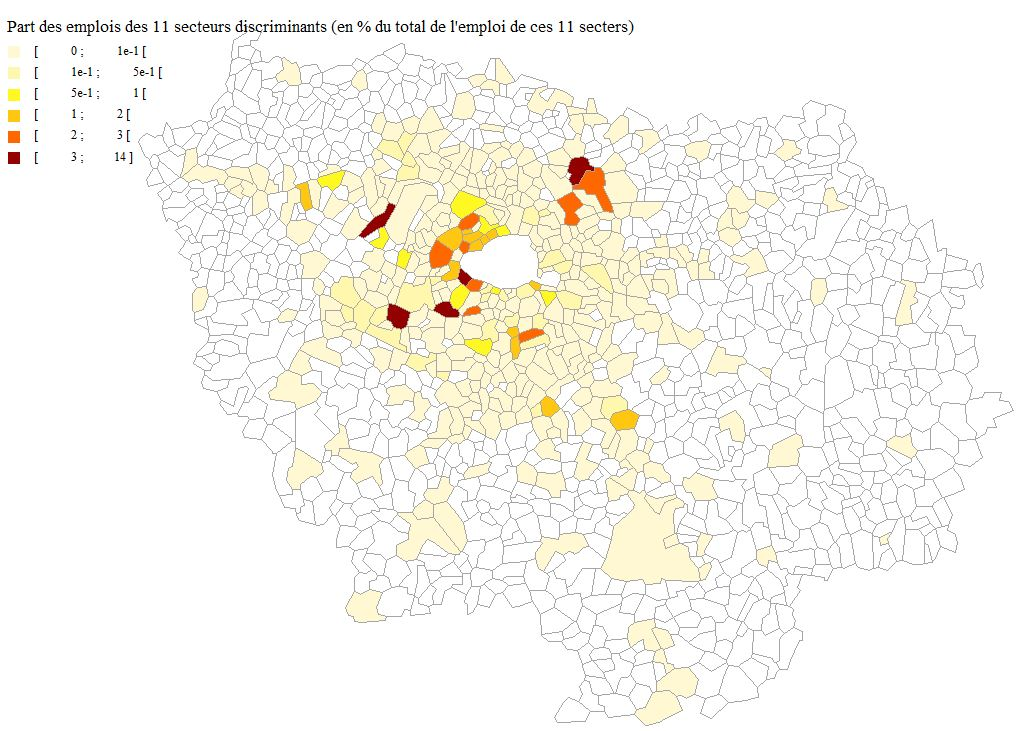 Part des emplois des 11 secteurs discriminants (en % du total de l'emploi de ces 11 secters)
[ 0 ; 1e-1 [
[ 1e-1 ; 5e-1 [
[ 5e-1 ; 1 [
[ 1 ; 2 [
[ 2 ; 3 [
[ 3 ; 14 ]